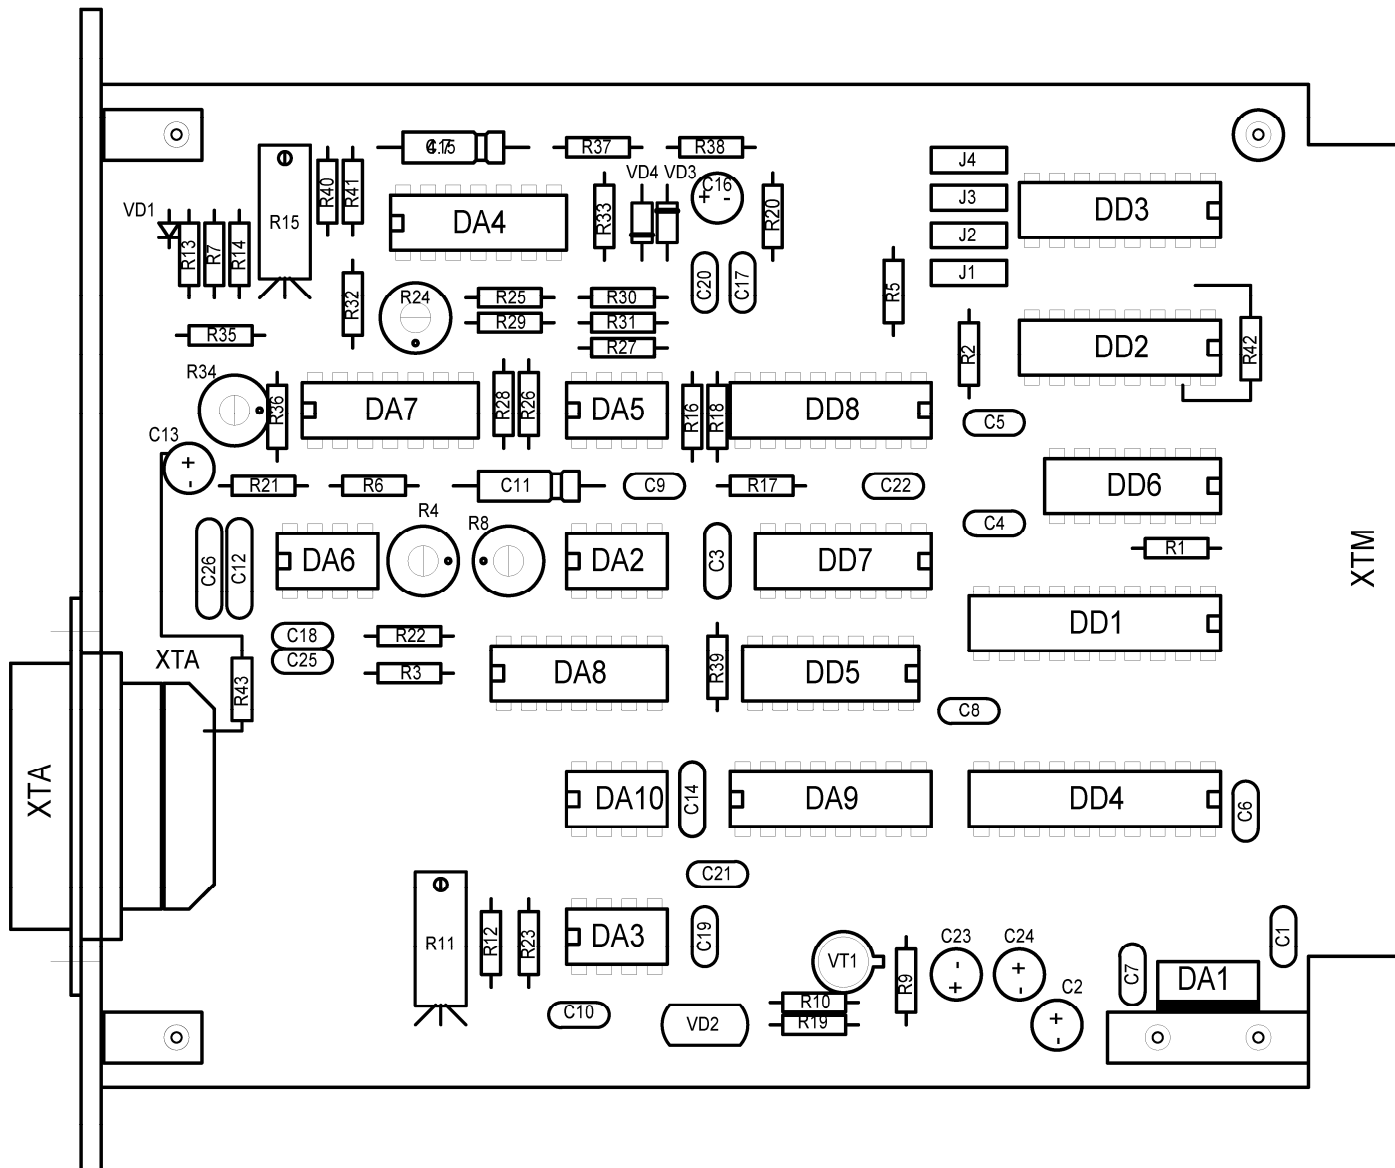 C15
R37
R38
J4
VD4
VD3
C16
+ -
J3
R40
R41
VD1
R15
DA4
R33
R20
DD3
J2
R13
R7
R14
J1
C20
C17
R5
R32
R24
R25
R30
R29
R31
R35
R27
R2
DD2
R42
R34
R36
DA7
R28
R26
DA5
R16
R18
DD8
C5
C13
+
-
R21
R6
C11
C9
R17
C22
DD6
R4
R8
C4
R1
C26
C12
DA6
DA2
C3
DD7
XTM
C18
R22
DD1
XTA
C25
R3
DA8
R39
DD5
R43
C8
XTA
DA10
C14
DA9
DD4
C6
C21
R11
R12
R23
DA3
C19
VT1
R9
C23
-
+
C24
+
-
C2
+
-
C7
DA1
C1
C10
VD2
R10
R19